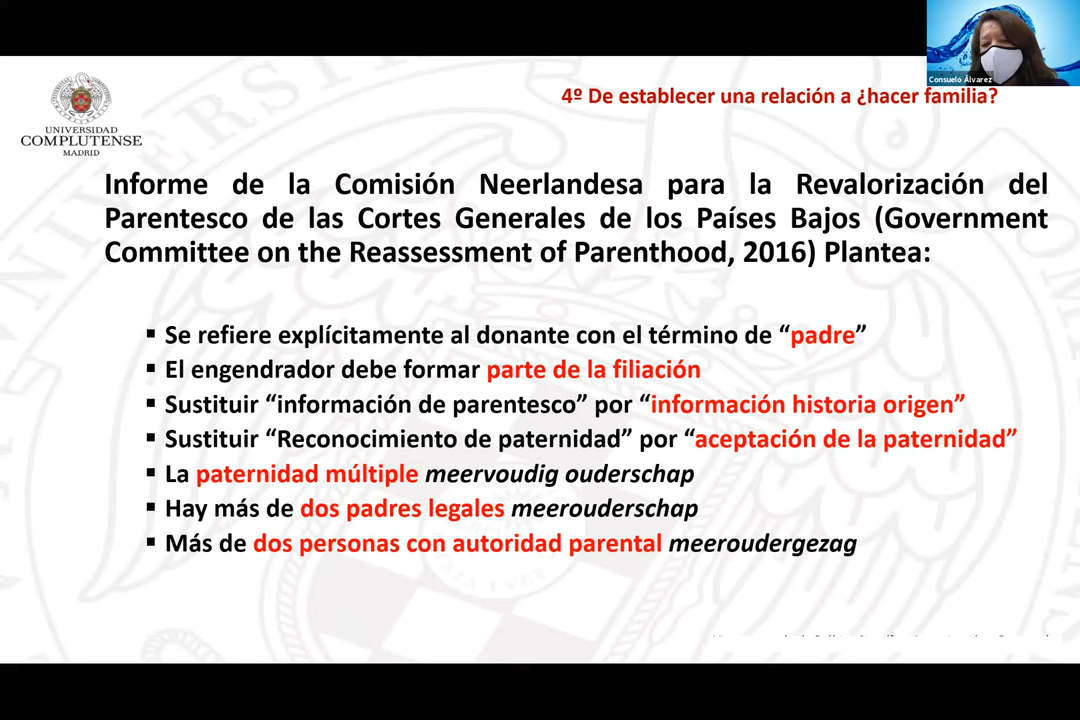 Consuelo Álvarez
4º De establecer una relación a ¿hacer familia?
UNIVERSIDAD
COMPLUTENSE
MADRID
Informe de la Comisión Neerlandesa para la Revalorización del
Parentesco de las Cortes Generales de los Países Bajos (Government
Committee on the Reassessment of Parenthood, 2016) Plantea:
▪ Se refiere explícitamente al donante con el término de “padre”
▪ El engendrador debe formar parte de la filiación
▪ Sustituir “información de parentesco” por “información historia origen”
▪ Sustituir “Reconocimiento de paternidad” por “aceptación de la paternidad”
▪ La paternidad múltiple meervoudig ouderschap
▪ Hay más de dos padres legales meerouderschap
▪ Más de dos personas con autoridad parental meeroudergezag